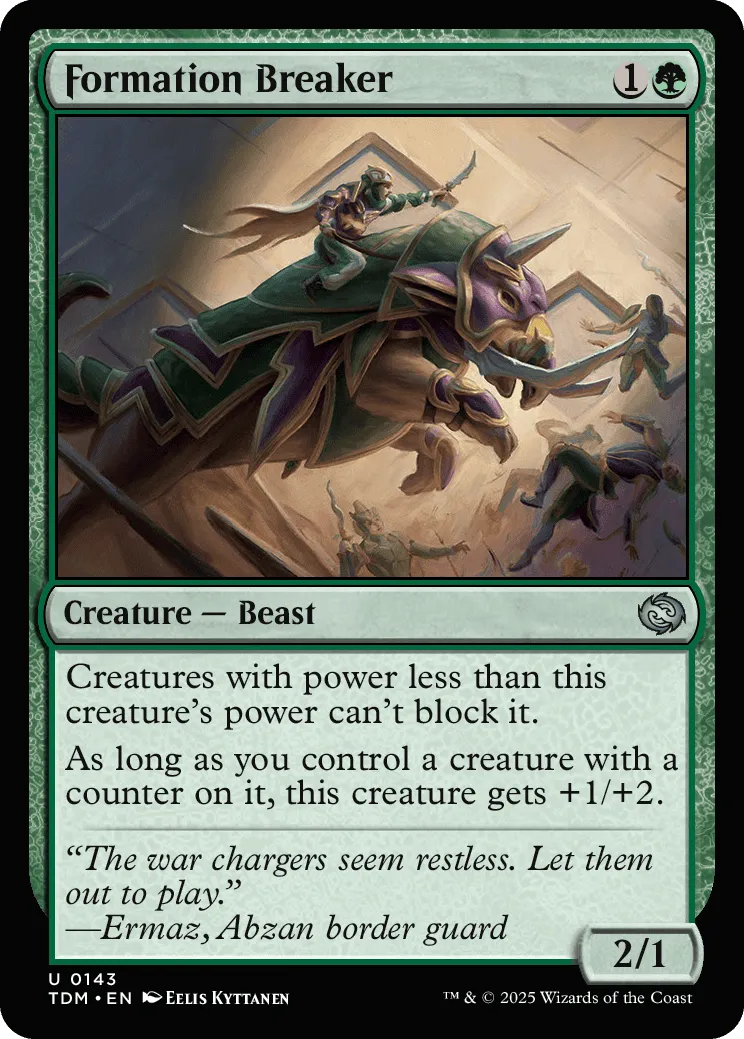 Formation Breaker 1
Creature — Beast
Creatures with power less than this
creature's power can't block it.
As long as you control a creature with a
counter on it, this creature gets +1/+2.
“The war chargers seem restless. Let them
out to play.”
—Ermaz, Abzan border guard
2/1
U 0143
TDM • EN Eelis Kyttanen
™ & © 2025 Wizards of the Coast